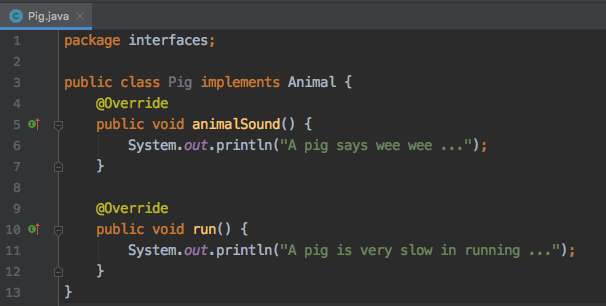 Pig.java
1 package interfaces;
2
3 public class Pig implements Animal {
4     @Override
5     public void animalSound() {
6         System.out.println("A pig says wee wee ...");
7     }
8
9     @Override
10     public void run() {
11         System.out.println("A pig is very slow in running ...");
12     }
13 }